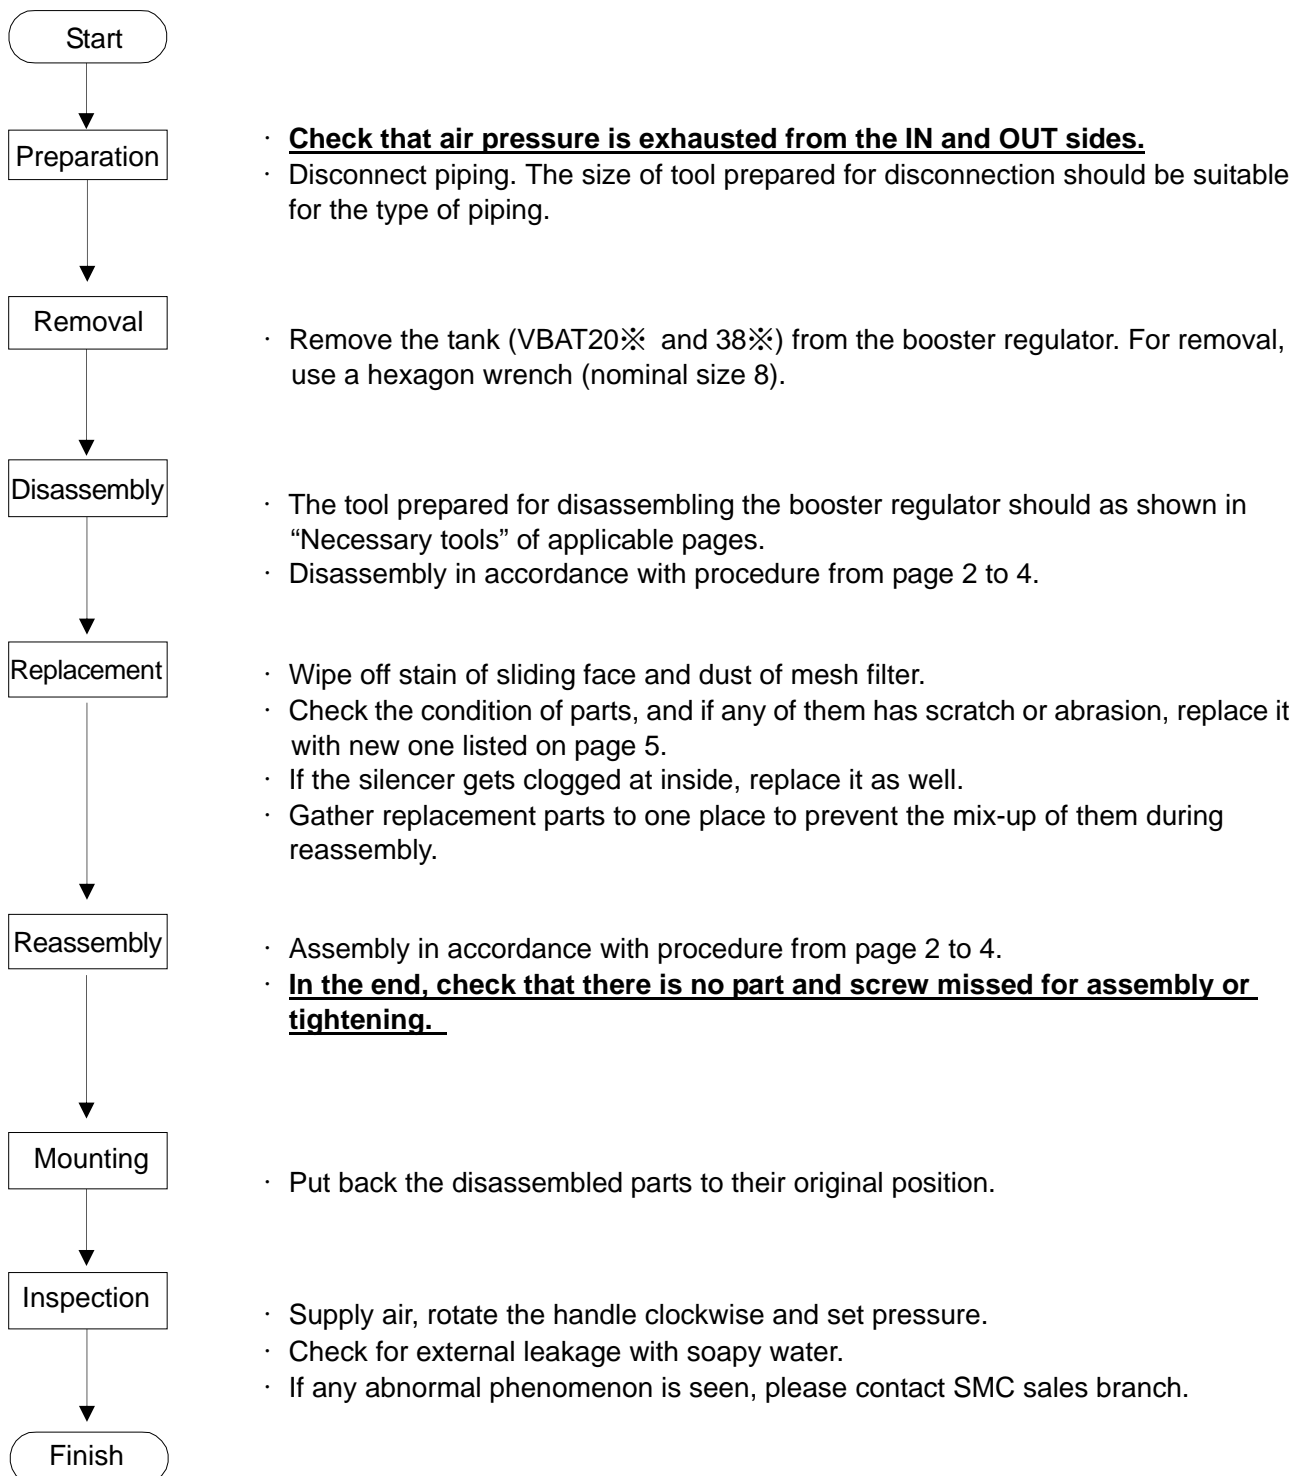 Start
Preparation
· Check that air pressure is exhausted from the IN and OUT sides.
· Disconnect piping. The size of tool prepared for disconnection should be suitable
for the type of piping.
Removal
· Remove the tank (VBAT20※ and 38※) from the booster regulator. For removal,
use a hexagon wrench (nominal size 8).
Disassembly
· The tool prepared for disassembling the booster regulator should as shown in
“Necessary tools” of applicable pages.
· Disassembly in accordance with procedure from page 2 to 4.
Replacement
· Wipe off stain of sliding face and dust of mesh filter.
· Check the condition of parts, and if any of them has scratch or abrasion, replace it
with new one listed on page 5.
· If the silencer gets clogged at inside, replace it as well.
· Gather replacement parts to one place to prevent the mix-up of them during
reassembly.
Reassembly
· Assembly in accordance with procedure from page 2 to 4.
· In the end, check that there is no part and screw missed for assembly or
tightening.
Mounting
· Put back the disassembled parts to their original position.
Inspection
· Supply air, rotate the handle clockwise and set pressure.
· Check for external leakage with soapy water.
· If any abnormal phenomenon is seen, please contact SMC sales branch.
Finish